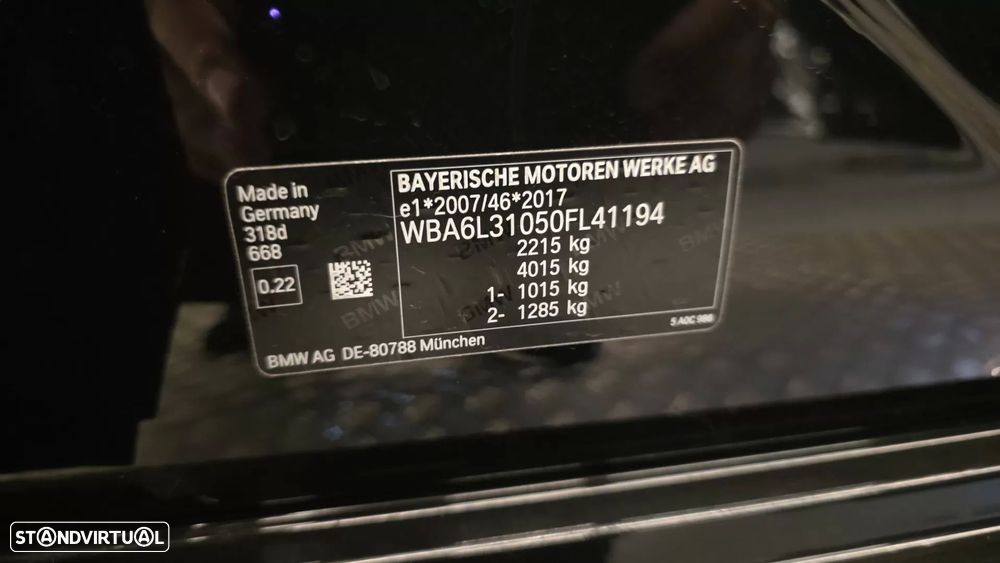 Made in
Germany
318d
668
0.22
BAYERISCHE MOTOREN WERKE AG
e1*2007/46*2017
WBA6L31050FL41194
2215 kg
4015 kg
1- 1015 kg
2- 1285 kg
5 A0C 986
BMW AG DE-80788 München
STANDVIRTUAL